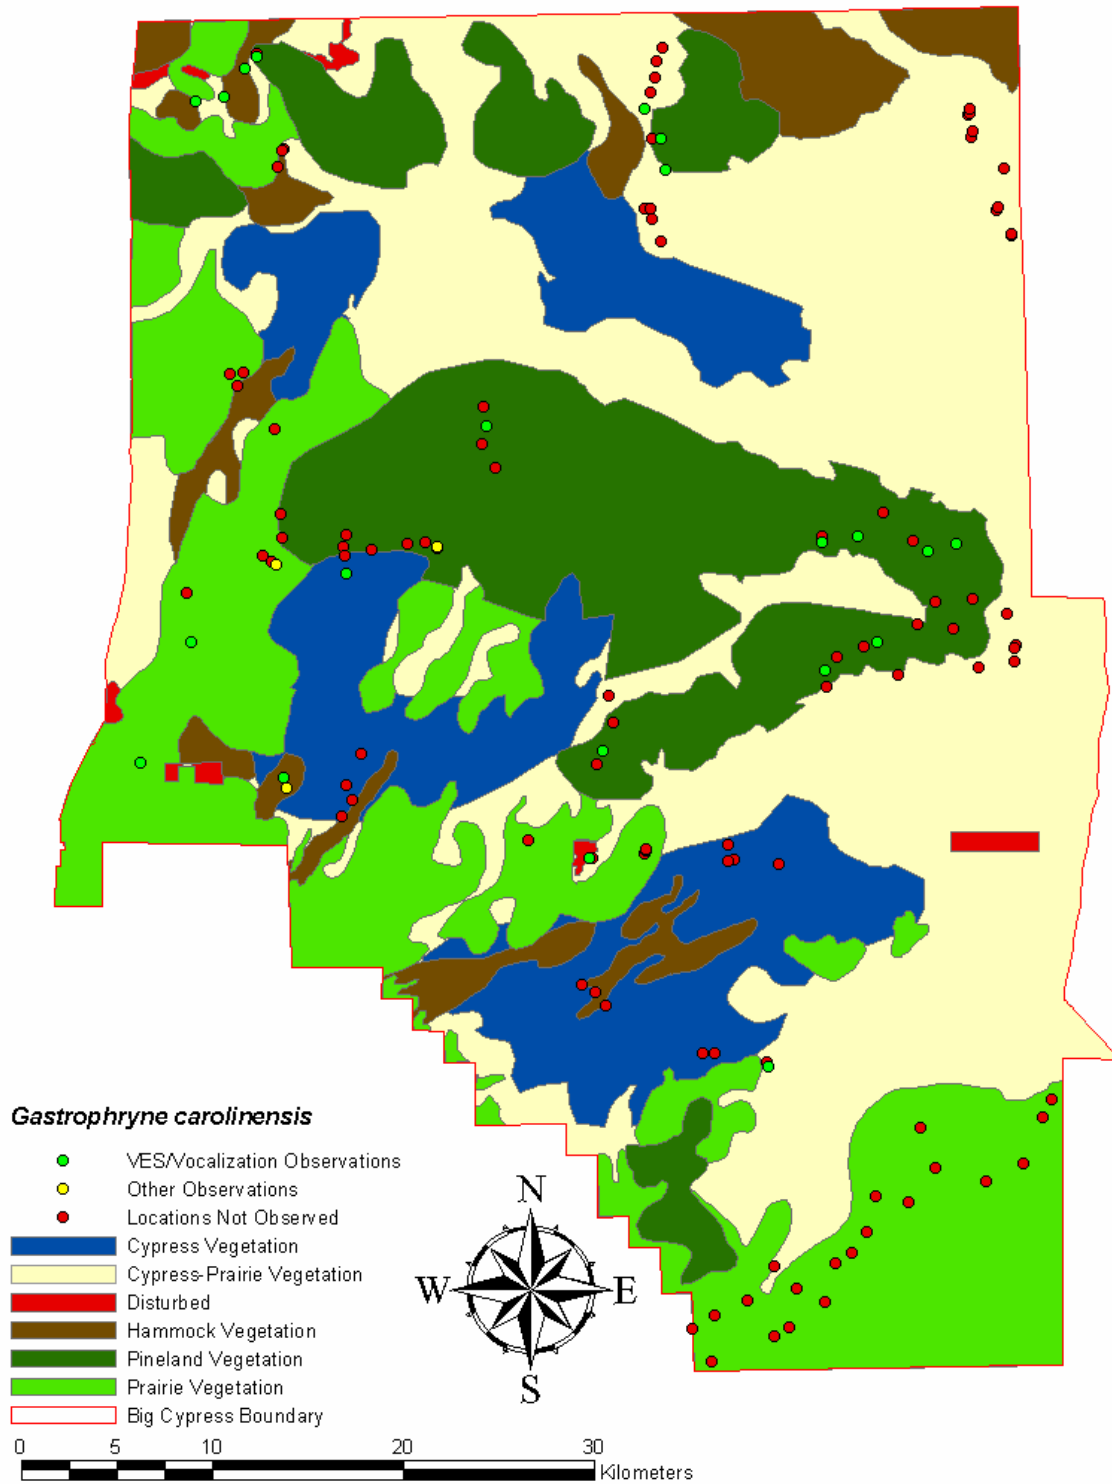 Gastrophryne carolinensis
VES/Vocalization Observations
Other Observations
Locations Not Observed
Cypress Vegetation
Cypress-Prairie Vegetation
Disturbed
Hammock Vegetation
Pineland Vegetation
Prairie Vegetation
Big Cypress Boundary
N
W E
S
0 5 10 20 30
Kilometers